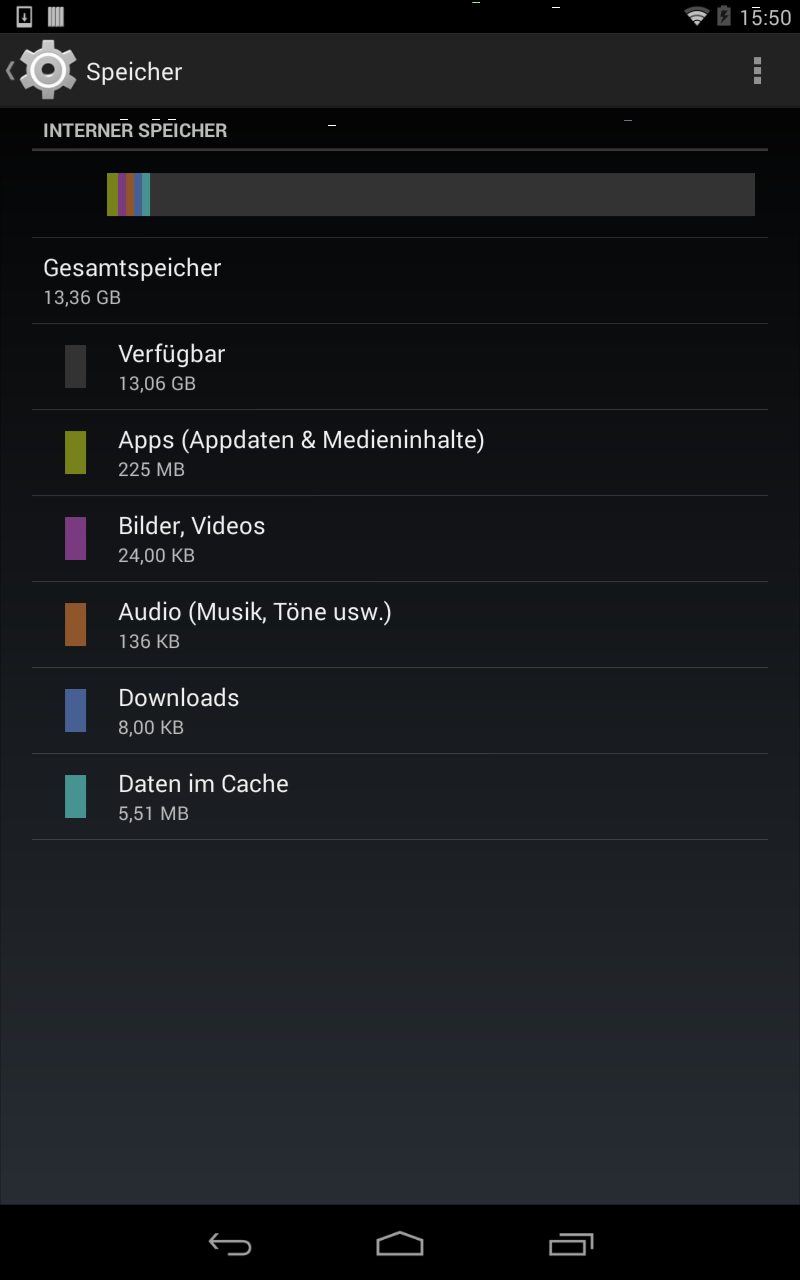 15:50
Speicher
INTERNER SPEICHER
Gesamtspeicher
13,36 GB
Verfügbar
13,06 GB
Apps (Appdaten & Medieninhalte)
225 MB
Bilder, Videos
24,00 KB
Audio (Musik, Töne usw.)
136 KB
Downloads
8,00 KB
Daten im Cache
5,51 MB